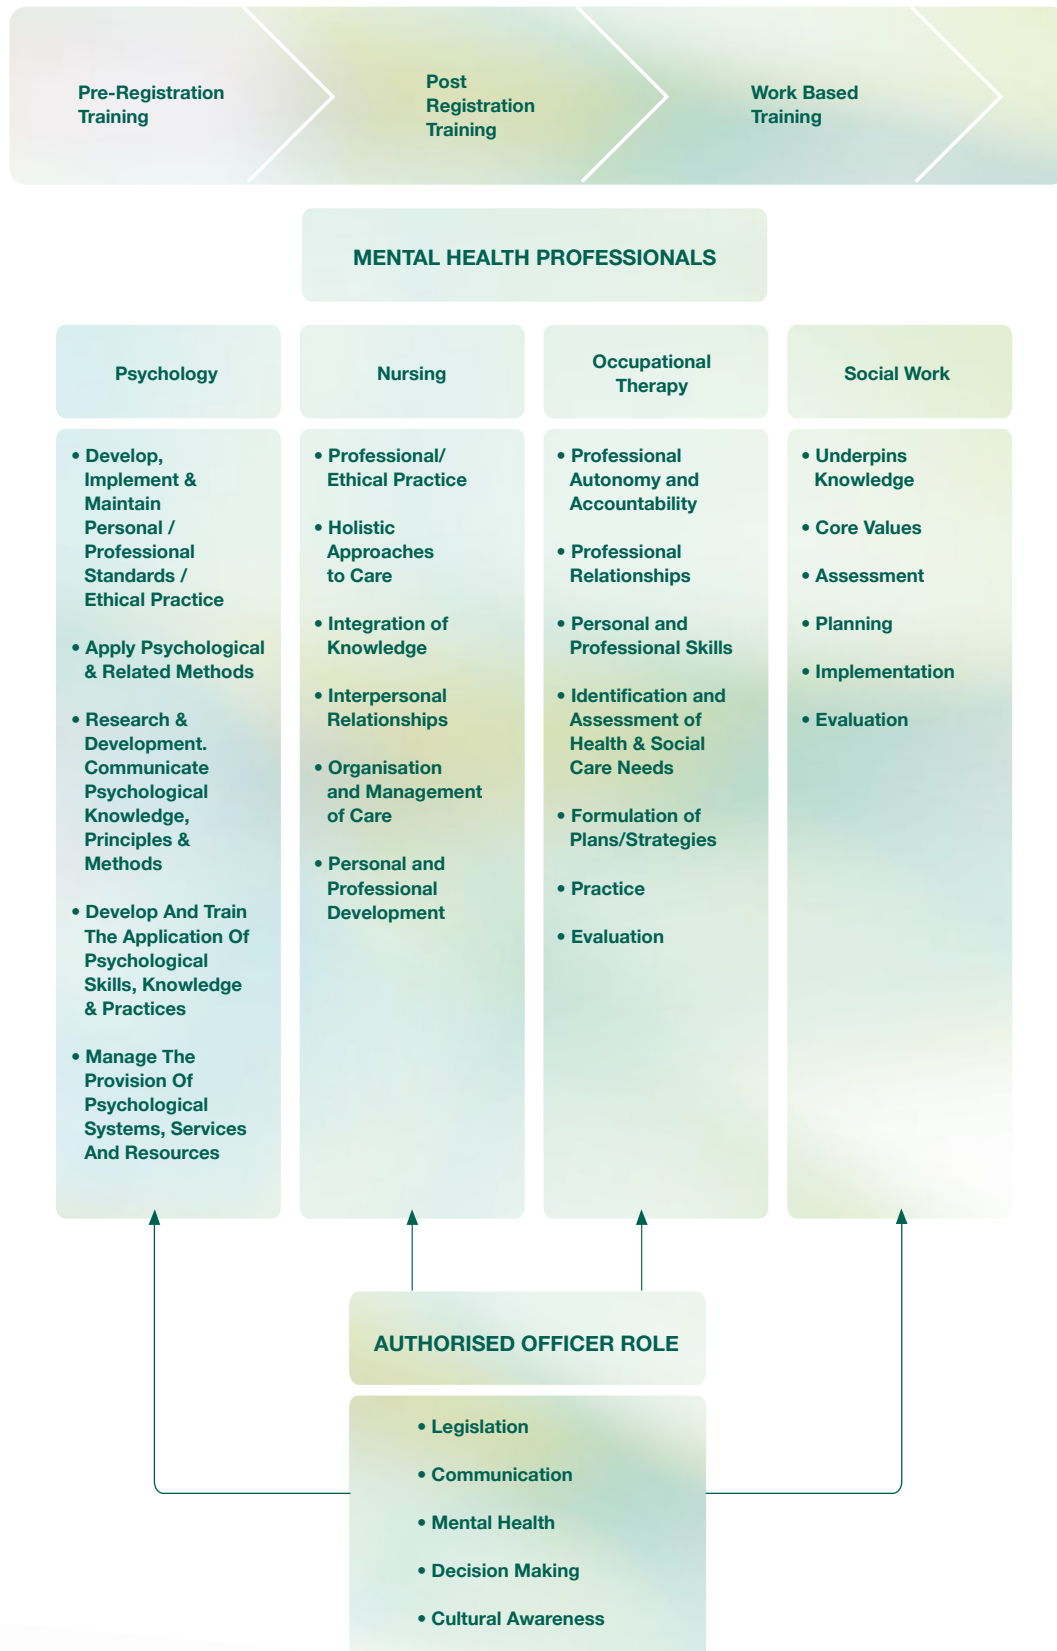 Pre-Registration
Training
Post
Registration
Training
Work Based
Training
MENTAL HEALTH PROFESSIONALS
Psychology
Nursing
Occupational
Therapy
Social Work
• Develop,
Implement &
Maintain
Personal /
Professional
Standards /
Ethical Practice
• Apply Psychological
& Related Methods
• Research &
Development.
Communicate
Psychological
Knowledge,
Principles &
Methods
• Develop And Train
The Application Of
Psychological
Skills, Knowledge
& Practices
• Manage The
Provision Of
Psychological
Systems, Services
And Resources
• Professional/
Ethical Practice
• Holistic
Approaches
to Care
• Integration of
Knowledge
• Interpersonal
Relationships
• Organisation
and Management
of Care
• Personal and
Professional
Development
• Professional
Autonomy and
Accountability
• Professional
Relationships
• Personal and
Professional Skills
• Identification and
Assessment of
Health & Social
Care Needs
• Formulation of
Plans/Strategies
• Practice
• Evaluation
• Underpins
Knowledge
• Core Values
• Assessment
• Planning
• Implementation
• Evaluation
AUTHORISED OFFICER ROLE
• Legislation
• Communication
• Mental Health
• Decision Making
• Cultural Awareness